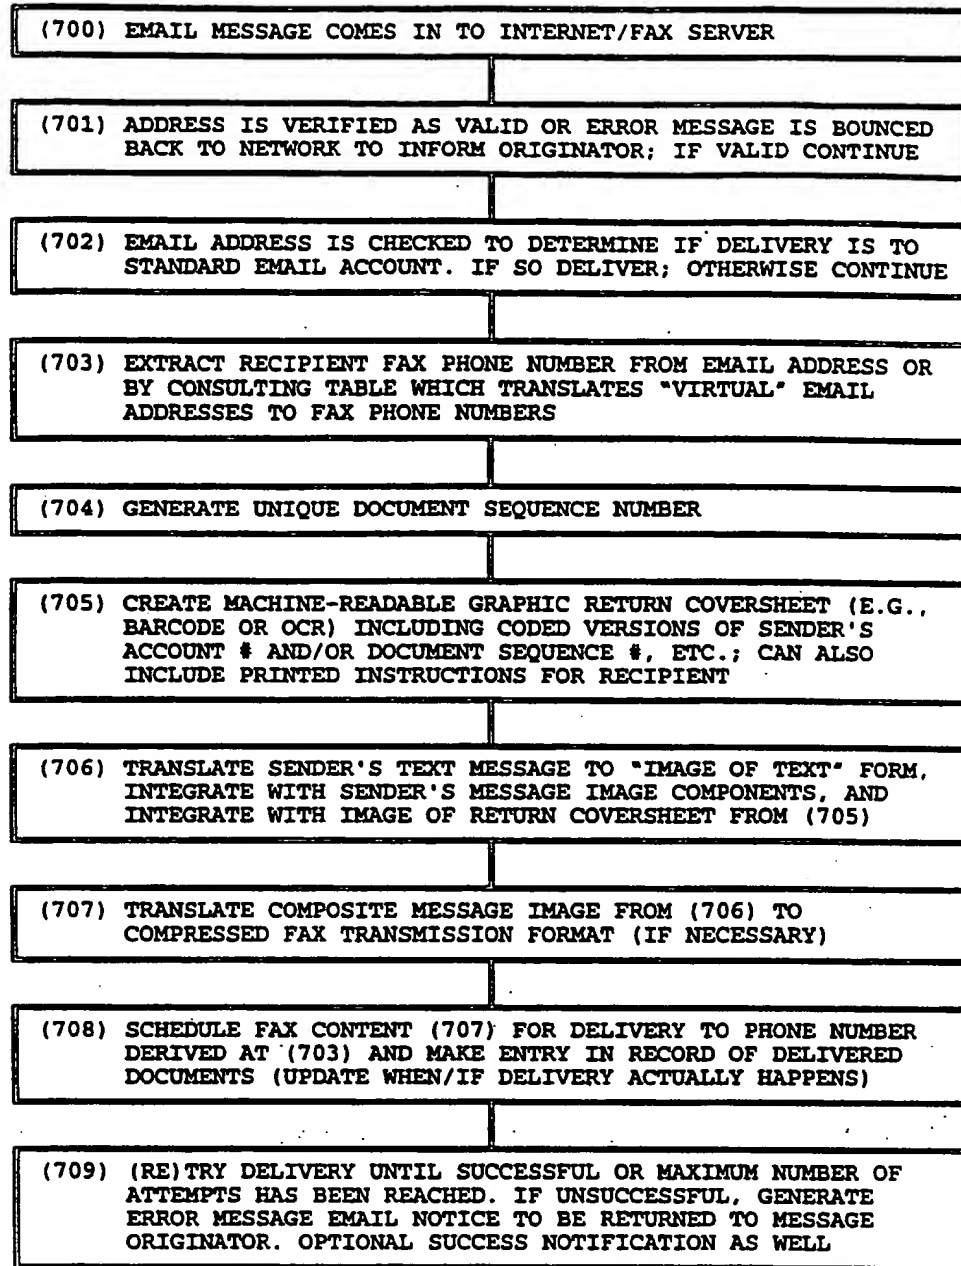 (700) EMAIL MESSAGE COMES IN TO INTERNET/FAX SERVER
(701) ADDRESS IS VERIFIED AS VALID OR ERROR MESSAGE IS BOUNCED
BACK TO NETWORK TO INFORM ORIGINATOR; IF VALID CONTINUE
(702) EMAIL ADDRESS IS CHECKED TO DETERMINE IF DELIVERY IS TO
STANDARD EMAIL ACCOUNT. IF SO DELIVER; OTHERWISE CONTINUE
(703) EXTRACT RECIPIENT FAX PHONE NUMBER FROM EMAIL ADDRESS OR
BY CONSULTING TABLE WHICH TRANSLATES "VIRTUAL" EMAIL
ADDRESSES TO FAX PHONE NUMBERS
(704) GENERATE UNIQUE DOCUMENT SEQUENCE NUMBER
(705) CREATE MACHINE-READABLE GRAPHIC RETURN COVERSHEET (E.G.,
BARCODE OR OCR) INCLUDING CODED VERSIONS OF SENDER'S
ACCOUNT # AND/OR DOCUMENT SEQUENCE #, ETC.; CAN ALSO
INCLUDE PRINTED INSTRUCTIONS FOR RECIPIENT
(706) TRANSLATE SENDER'S TEXT MESSAGE TO "IMAGE OF TEXT" FORM,
INTEGRATE WITH SENDER'S MESSAGE IMAGE COMPONENTS, AND
INTEGRATE WITH IMAGE OF RETURN COVERSHEET FROM (705)
(707) TRANSLATE COMPOSITE MESSAGE IMAGE FROM (706) TO
COMPRESSED FAX TRANSMISSION FORMAT (IF NECESSARY)
(708) SCHEDULE FAX CONTENT (707) FOR DELIVERY TO PHONE NUMBER
DERIVED AT (703) AND MAKE ENTRY IN RECORD OF DELIVERED
DOCUMENTS (UPDATE WHEN/IF DELIVERY ACTUALLY HAPPENS)
(709) (RE)TRY DELIVERY UNTIL SUCCESSFUL OR MAXIMUM NUMBER OF
ATTEMPTS HAS BEEN REACHED. IF UNSUCCESSFUL, GENERATE
ERROR MESSAGE EMAIL NOTICE TO BE RETURNED TO MESSAGE
ORIGINATOR. OPTIONAL SUCCESS NOTIFICATION AS WELL